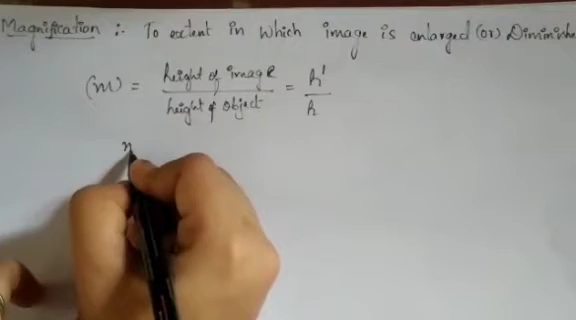 Magnification :- To extent in which image is enlarged (or) Diminishe
(m) = height of image / height of object = h' / h